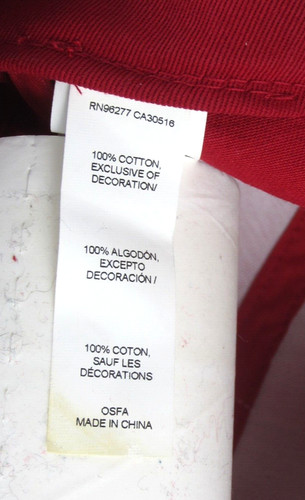 RN96277 CA30516
100% COTTON,
EXCLUSIVE OF
DECORATION/
100% ALGODÓN,
EXCEPTO
DECORACIÓN /
100% COTON,
SAUF LES
DÉCORATIONS
OSFA
MADE IN CHINA